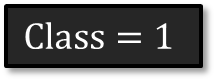 Class = 1